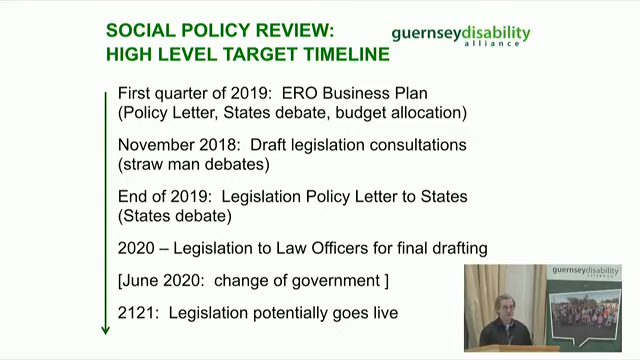 SOCIAL POLICY REVIEW:
HIGH LEVEL TARGET TIMELINE
guernseydisability
alliance
First quarter of 2019: ERO Business Plan
(Policy Letter, States debate, budget allocation)
November 2018: Draft legislation consultations
(straw man debates)
End of 2019: Legislation Policy Letter to States
(States debate)
2020 – Legislation to Law Officers for final drafting
[June 2020: change of government ]
2121: Legislation potentially goes live
guernseydisability
alliance